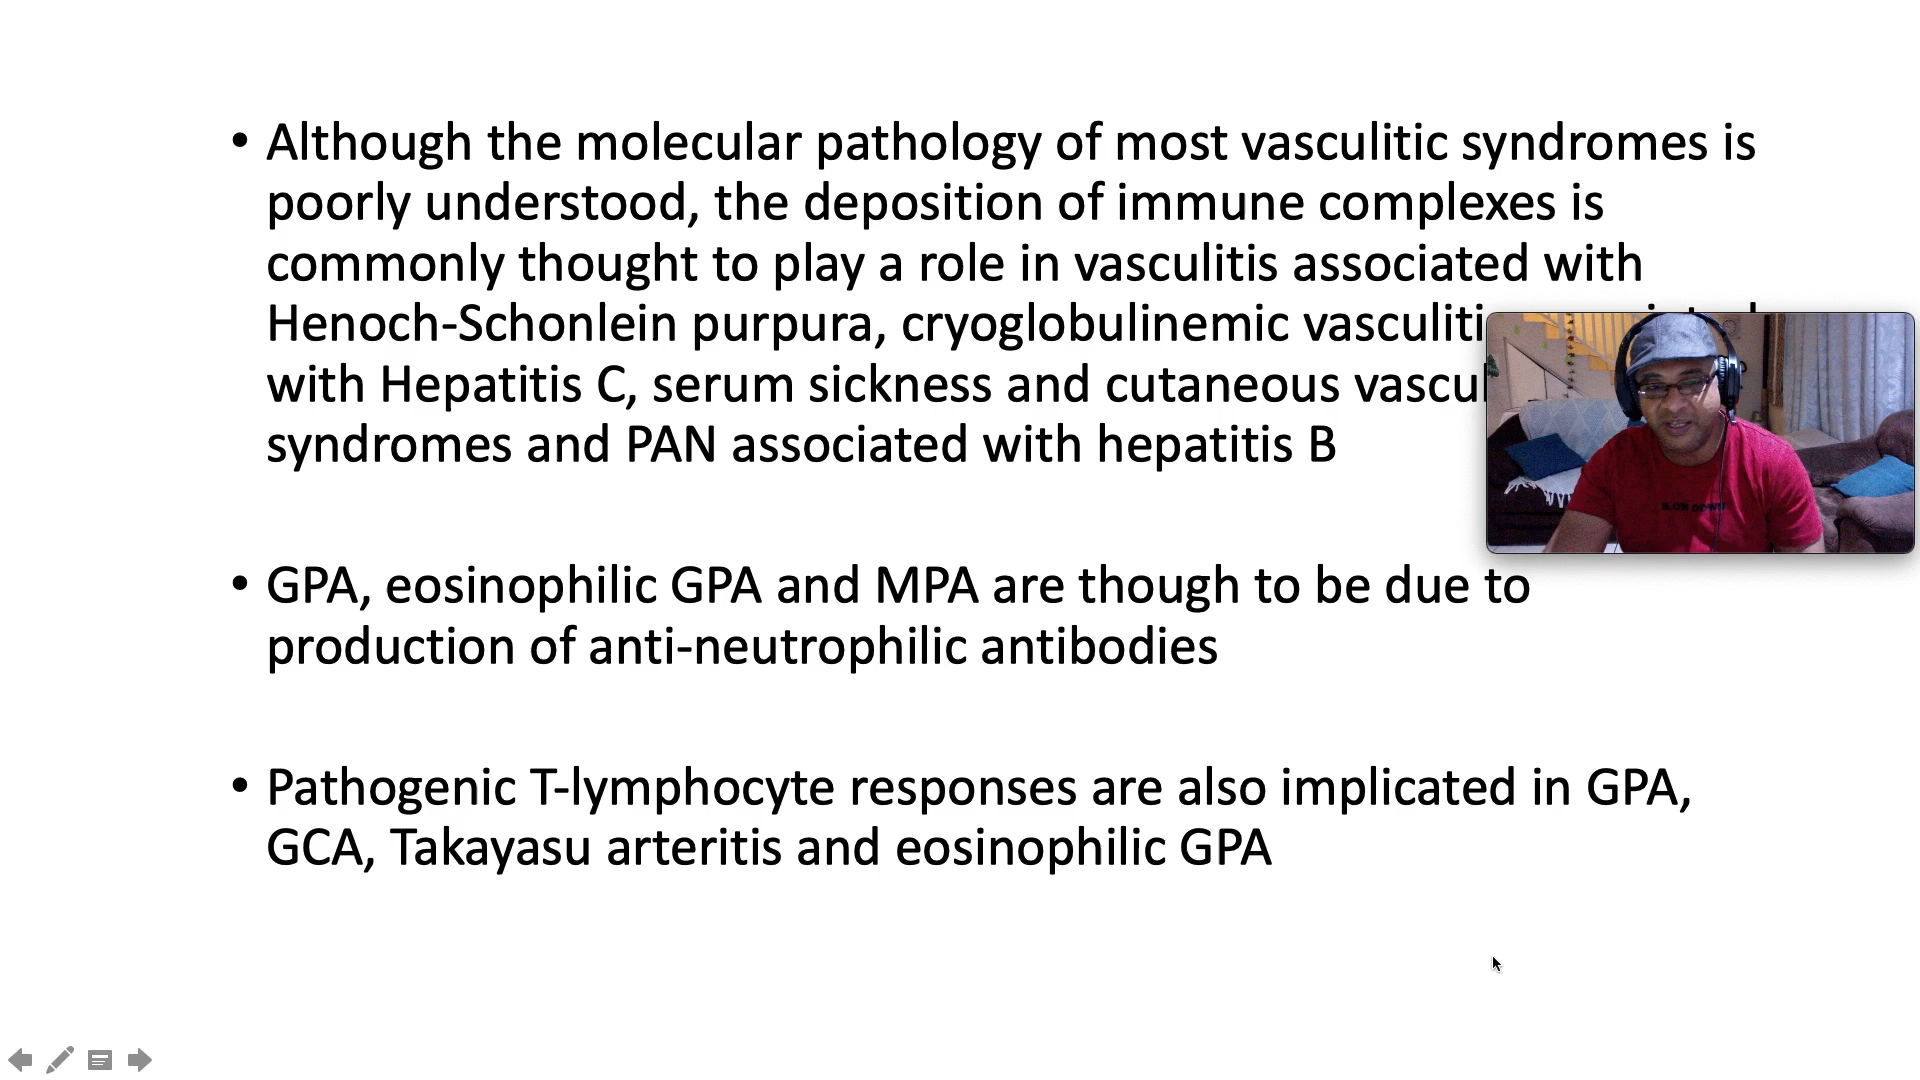 • Although the molecular pathology of most vasculitic syndromes is
poorly understood, the deposition of immune complexes is
commonly thought to play a role in vasculitis associated with
Henoch-Schonlein purpura, cryoglobulinemic
with Hepatitis C, serum sickness and cutaneous
syndromes and PAN associated with hepatitis B
• GPA, eosinophilic GPA and MPA are though to be due to
production of anti-neutrophilic antibodies
• Pathogenic T-lymphocyte responses are also implicated in GPA,
GCA, Takayasu arteritis and eosinophilic GPA